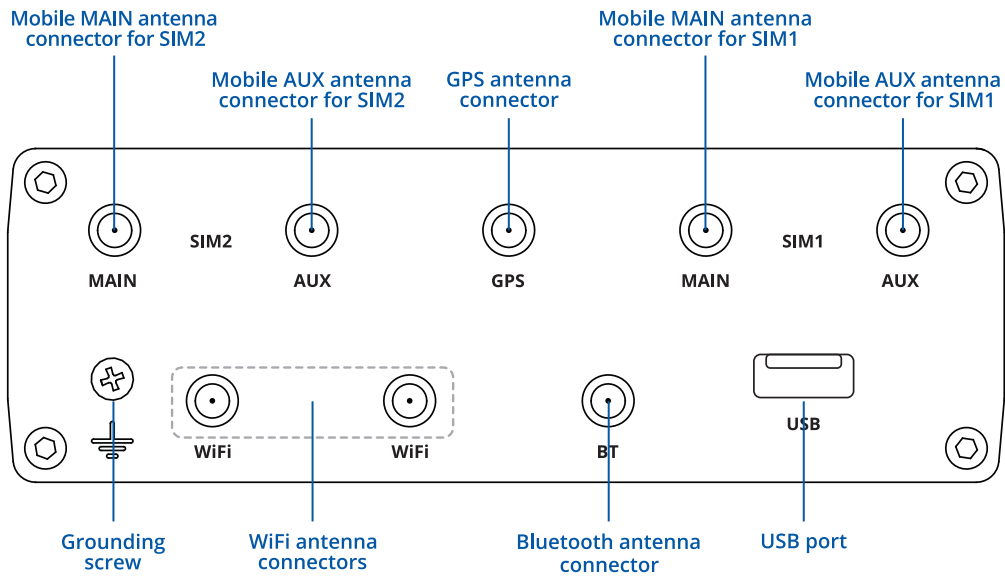 Mobile MAIN antenna
connector for SIM2
Mobile MAIN antenna
connector for SIM1
Mobile AUX antenna
connector for SIM2
GPS antenna
connector
Mobile AUX antenna
connector for SIM1
SIM2
SIM1
MAIN
AUX
GPS
MAIN
AUX
USB
WiFi
WiFi
BT
Grounding
screw
WiFi antenna
connectors
Bluetooth antenna
connector
USB port